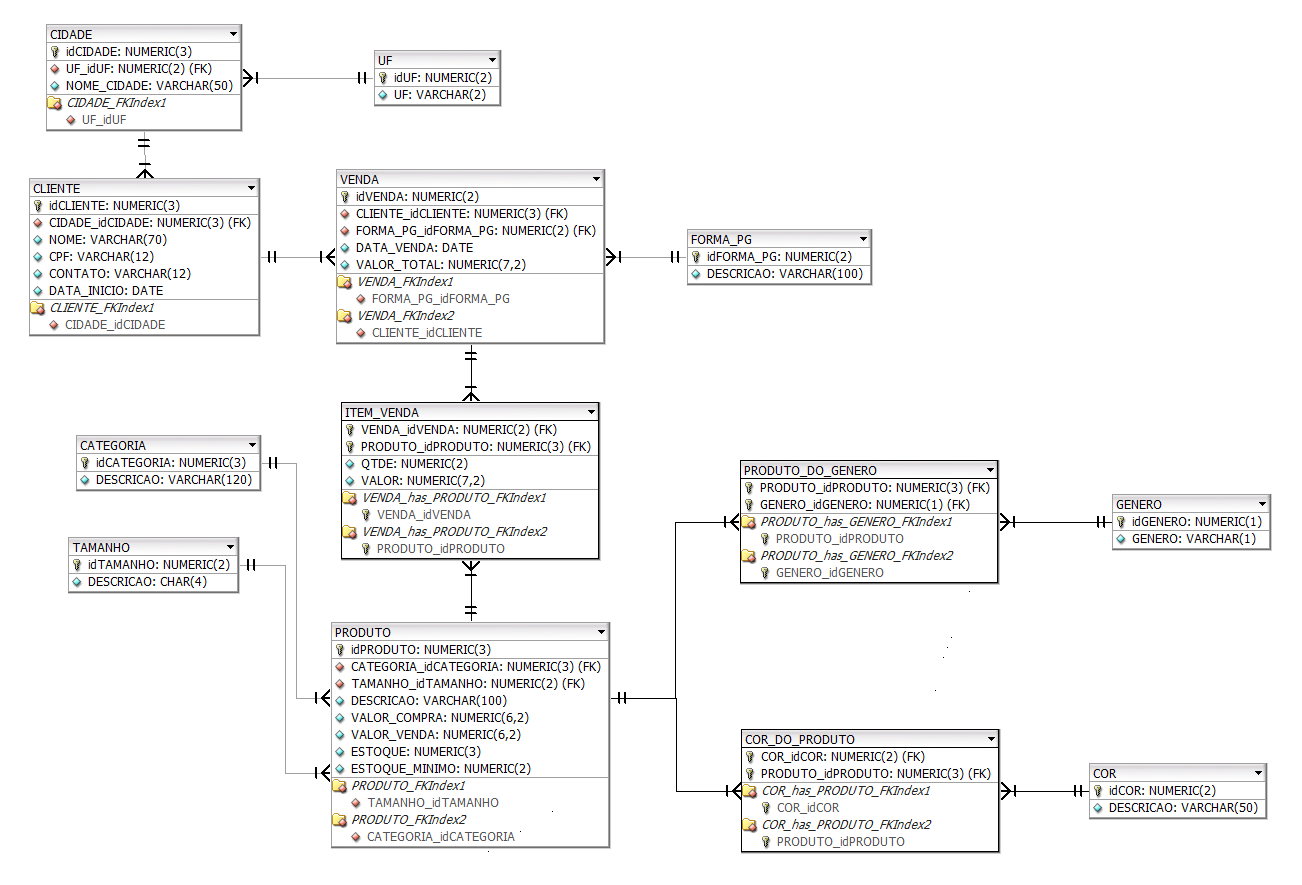 CIDADE
idCIDADE: NUMERIC(3)
UF_idUF: NUMERIC(2) (FK)
NOME_CIDADE: VARCHAR(50)
CIDADE_FKIndex1
UF_idUF
UF
idUF: NUMERIC(2)
UF: VARCHAR(2)
CLIENTE
idCLIENTE: NUMERIC(3)
CIDADE_idCIDADE: NUMERIC(3) (FK)
NOME: VARCHAR(70)
CPF: VARCHAR(12)
CONTATO: VARCHAR(12)
DATA_INICIO: DATE
CLIENTE_FKIndex1
CIDADE_idCIDADE
VENDA
idVENDA: NUMERIC(2)
CLIENTE_idCLIENTE: NUMERIC(3) (FK)
FORMA_PG_idFORMA_PG: NUMERIC(2) (FK)
DATA_VENDA: DATE
VALOR_TOTAL: NUMERIC(7,2)
VENDA_FKIndex1
FORMA_PG_idFORMA_PG
VENDA_FKIndex2
CLIENTE_idCLIENTE
FORMA_PG
idFORMA_PG: NUMERIC(2)
DESCRICAO: VARCHAR(100)
ITEM_VENDA
VENDA_idVENDA: NUMERIC(2) (FK)
PRODUTO_idPRODUTO: NUMERIC(3) (FK)
QTDE: NUMERIC(2)
VALOR: NUMERIC(7,2)
VENDA_has_PRODUTO_FKIndex1
VENDA_idVENDA
VENDA_has_PRODUTO_FKIndex2
PRODUTO_idPRODUTO
CATEGORIA
idCATEGORIA: NUMERIC(3)
DESCRICAO: VARCHAR(120)
TAMANHO
idTAMANHO: NUMERIC(2)
DESCRICAO: CHAR(4)
PRODUTO_DO_GENERO
PRODUTO_idPRODUTO: NUMERIC(3) (FK)
GENERO_idGENERO: NUMERIC(1) (FK)
PRODUTO_has_GENERO_FKIndex1
PRODUTO_idPRODUTO
PRODUTO_has_GENERO_FKIndex2
GENERO_idGENERO
GENERO
idGENERO: NUMERIC(1)
GENERO: VARCHAR(1)
PRODUTO
idPRODUTO: NUMERIC(3)
CATEGORIA_idCATEGORIA: NUMERIC(3) (FK)
TAMANHO_idTAMANHO: NUMERIC(2) (FK)
DESCRICAO: VARCHAR(100)
VALOR_COMPRA: NUMERIC(6,2)
VALOR_VENDA: NUMERIC(6,2)
ESTOQUE: NUMERIC(3)
ESTOQUE_MINIMO: NUMERIC(2)
PRODUTO_FKIndex1
TAMANHO_idTAMANHO
PRODUTO_FKIndex2
CATEGORIA_idCATEGORIA
COR_DO_PRODUTO
COR_idCOR: NUMERIC(2) (FK)
PRODUTO_idPRODUTO: NUMERIC(3) (FK)
COR_has_PRODUTO_FKIndex1
COR_idCOR
COR_has_PRODUTO_FKIndex2
PRODUTO_idPRODUTO
COR
idCOR: NUMERIC(2)
DESCRICAO: VARCHAR(50)